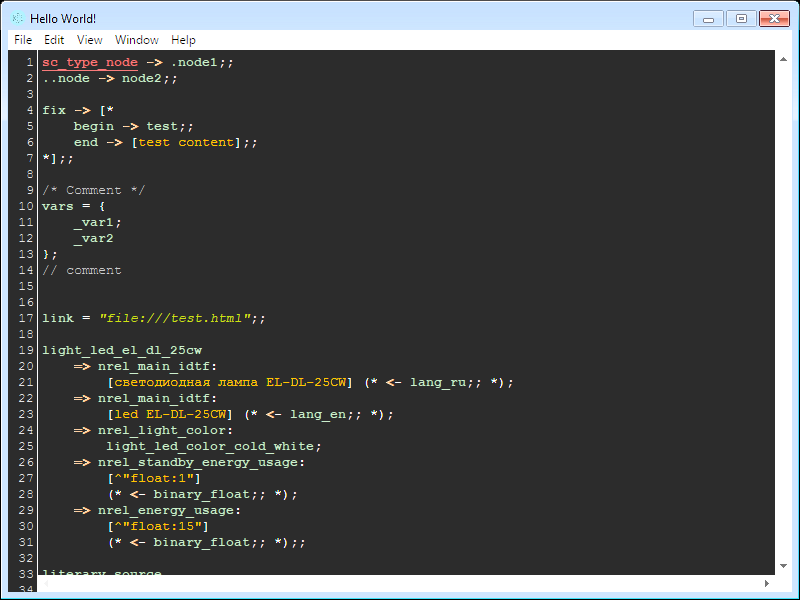 Hello World!
File Edit View Window Help
1 sc_type_node -> .node1;;
2 ..node -> node2;;
3
4 fix -> [*
5     begin -> test;;
6     end -> [test content];;
7 *];;
8
9 /* Comment */
10 vars = {
11     _var1;
12     _var2
13 };
14 // comment
15
16
17 link = "file:///test.html";;
18
19 light_led_el_dl_25cw
20     => nrel_main_idtf:
21         [светодиодная лампа EL-DL-25CW] (* <- lang_ru;; *);
22     => nrel_main_idtf:
23         [led EL-DL-25CW] (* <- lang_en;; *);
24     => nrel_light_color:
25         light_led_color_cold_white;
26     => nrel_standby_energy_usage:
27         [^"float:1"]
28         (* <- binary_float;; *);
29     => nrel_energy_usage:
30         [^"float:15"]
31         (* <- binary_float;; *);;
32
33 literary_source
34